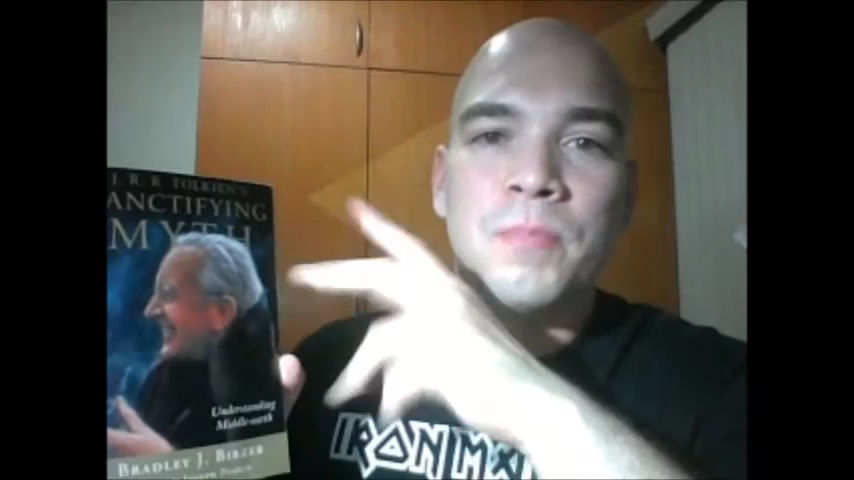 J.R.R. TOLKIEN'S
ANCTIFYING
MYTH
Understanding
Middle-earth
BRADLEY J. BIRZER
IRON MAI